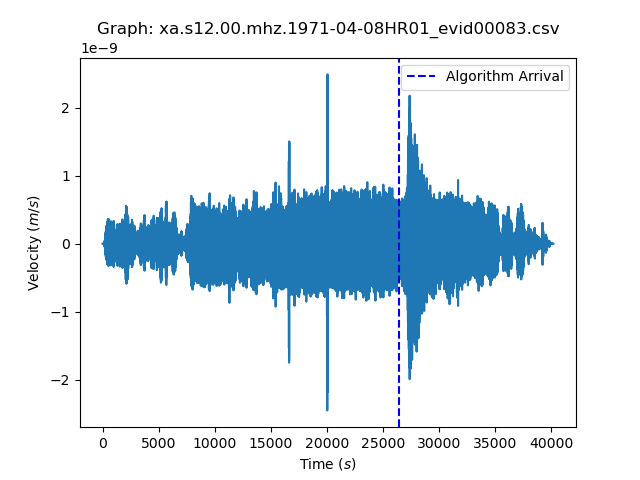 Graph: xa.s12.00.mhz.1971-04-08HR01_evid00083.csv
1e−9
Algorithm Arrival
2
1
0
−1
−2
Velocity (m/s)
0 5000 10000 15000 20000 25000 30000 35000 40000
Time (s)